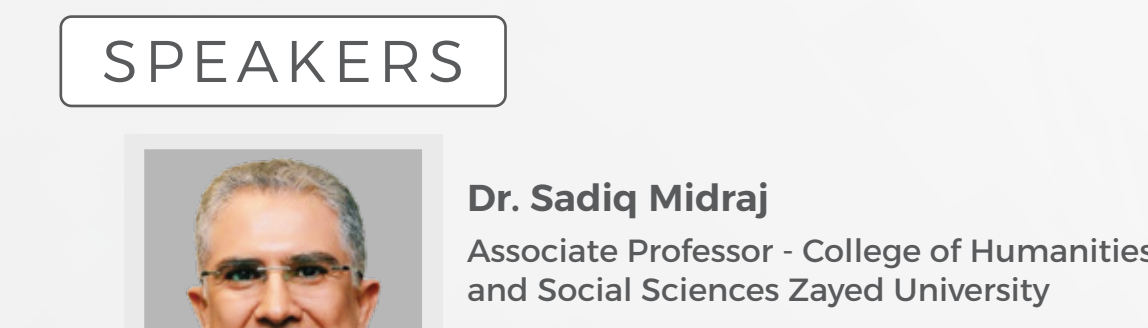 SPEAKERS
Dr. Sadiq Midraj
Associate Professor - College of Humanities
and Social Sciences Zayed University